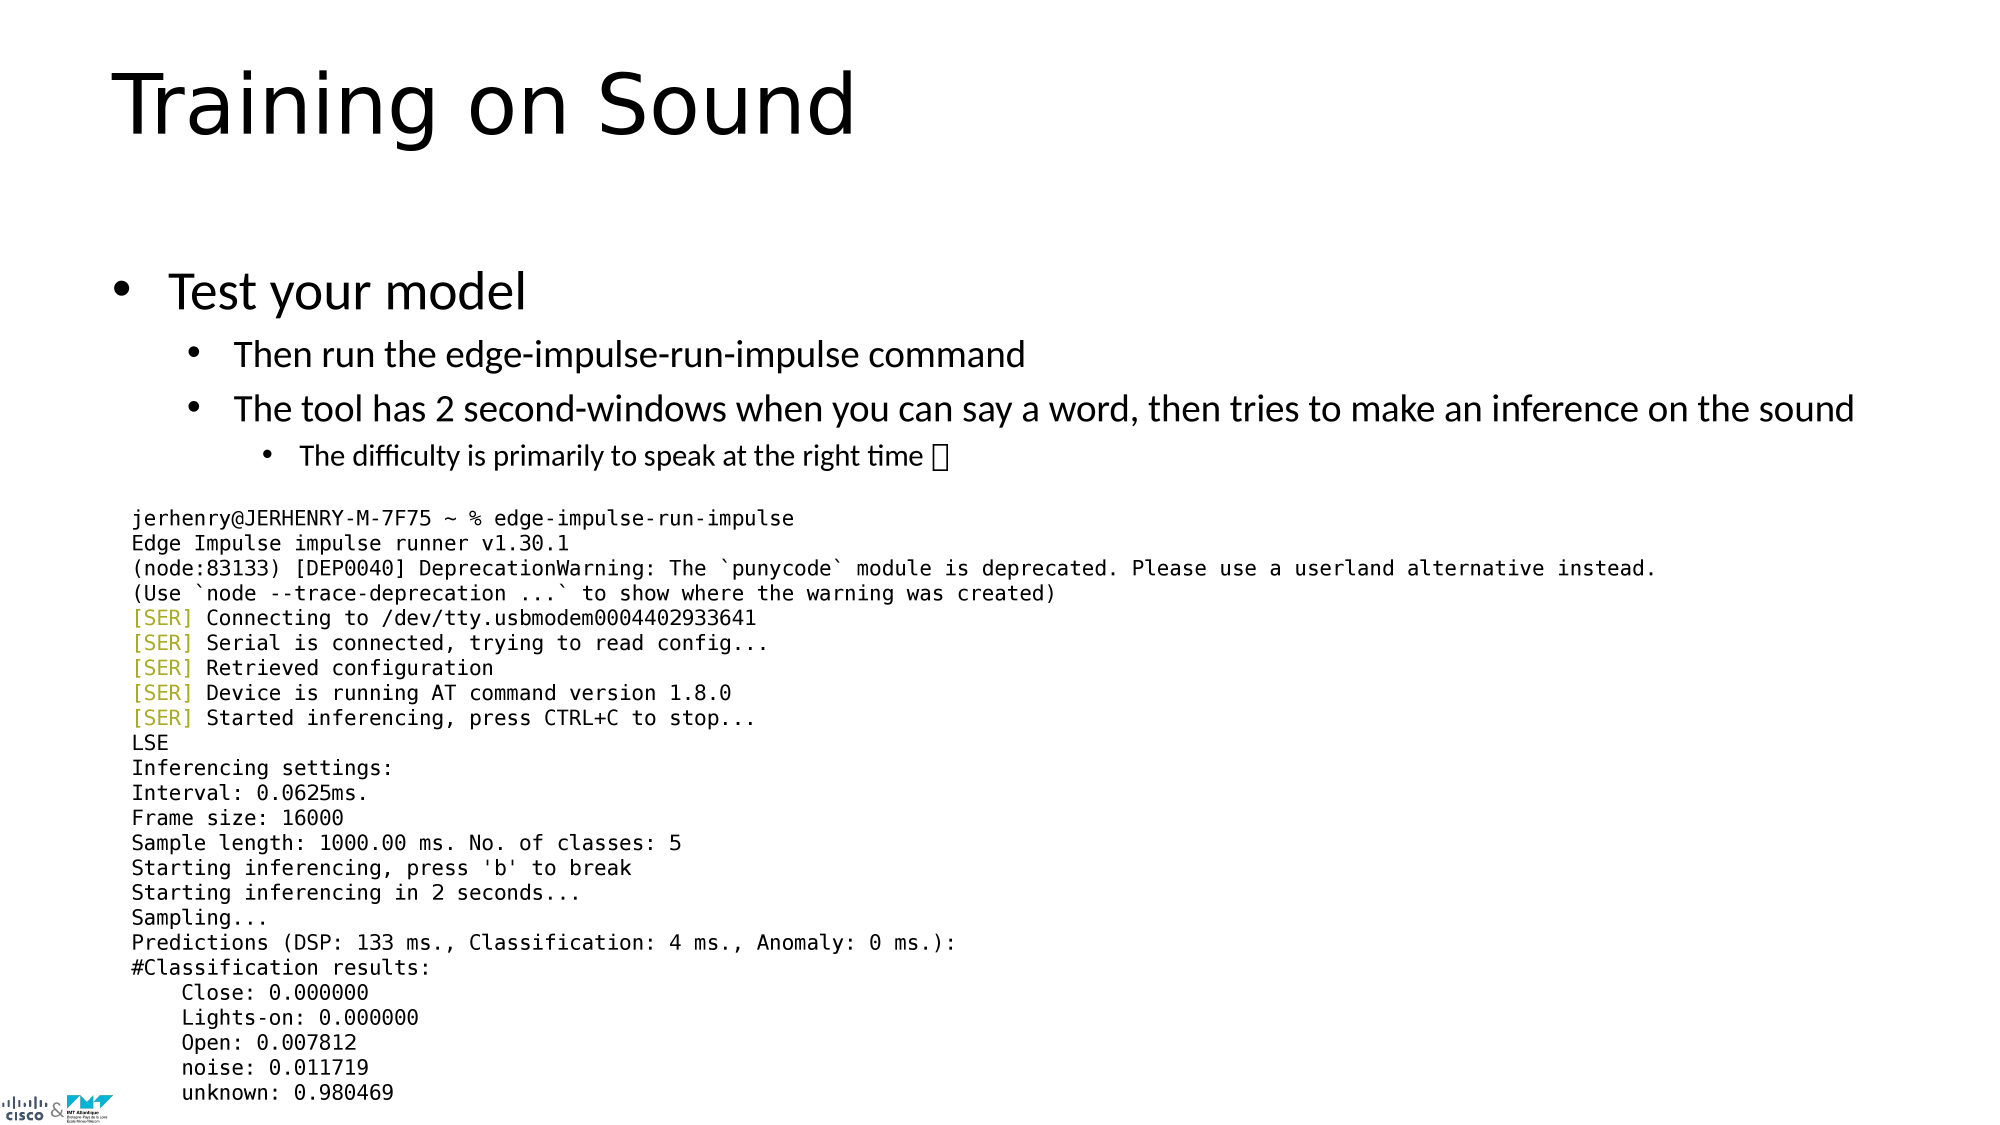 Training on Sound
• Test your model
• Then run the edge-impulse-run-impulse command
• The tool has 2 second-windows when you can say a word, then tries to make an inference on the sound
• The difficulty is primarily to speak at the right time
jerhenry@JERHENRY-M-7F75 ~ % edge-impulse-run-impulse
Edge Impulse impulse runner v1.30.1
(node:83133) [DEP0040] DeprecationWarning: The `punycode` module is deprecated. Please use a userland alternative instead.
(Use `node --trace-deprecation ...` to show where the warning was created)
[SER] Connecting to /dev/tty.usbmodem0004402933641
[SER] Serial is connected, trying to read config...
[SER] Retrieved configuration
[SER] Device is running AT command version 1.8.0
[SER] Started inferencing, press CTRL+C to stop...
LSE
Inferencing settings:
Interval: 0.0625ms.
Frame size: 16000
Sample length: 1000.00 ms. No. of classes: 5
Starting inferencing, press 'b' to break
Starting inferencing in 2 seconds...
Sampling...
Predictions (DSP: 133 ms., Classification: 4 ms., Anomaly: 0 ms.):
#Classification results:
Close: 0.000000
Lights-on: 0.000000
Open: 0.007812
noise: 0.011719
unknown: 0.980469
cisco & IMT Atlantique